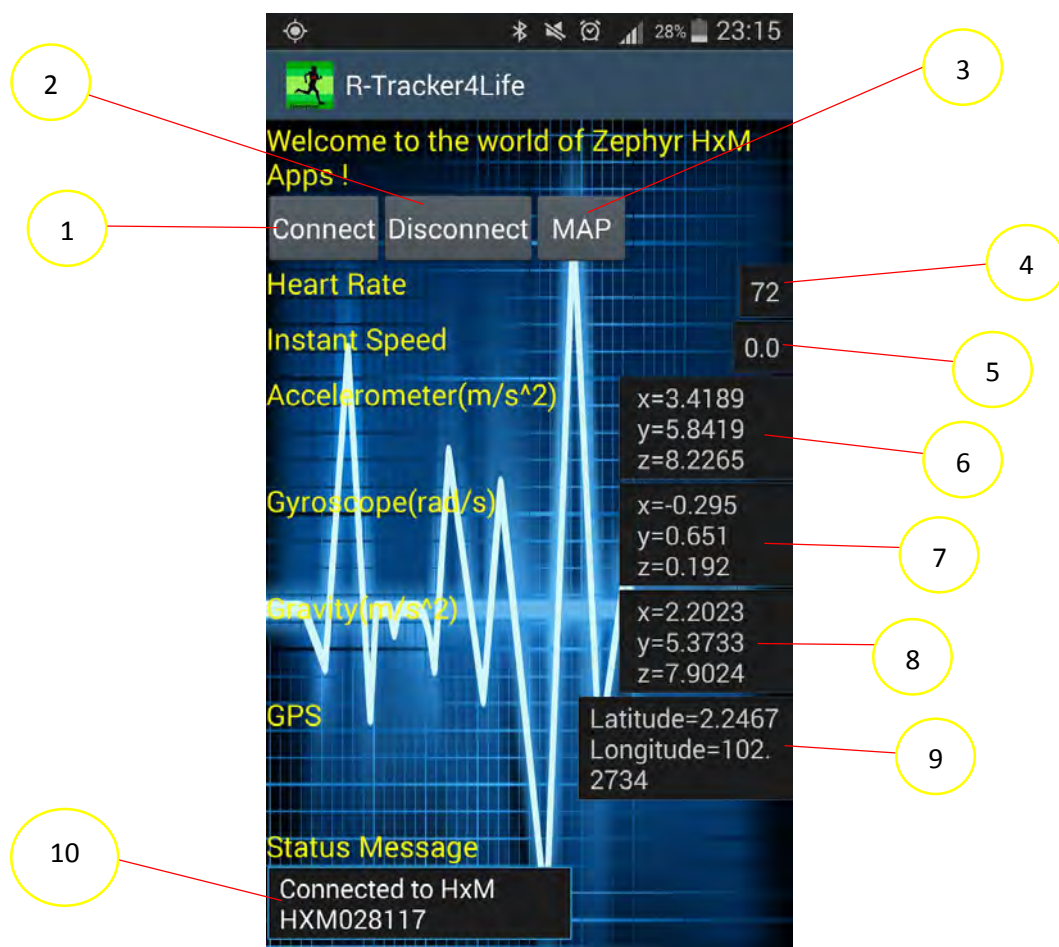 28% 23:15
R-Tracker4Life
Welcome to the world of Zephyr HxM
Apps !
Connect Disconnect MAP
Heart Rate 72
Instant Speed 0.0
Accelerometer(m/s^2)
x=3.4189
y=5.8419
z=8.2265
Gyroscope(rad/s)
x=-0.295
y=0.651
z=0.192
Gravity(m/s^2)
x=2.2023
y=5.3733
z=7.9024
GPS
Latitude=2.2467
Longitude=102.
2734
Status Message
Connected to HxM
HXM028117
1
2
3
4
5
6
7
8
9
10